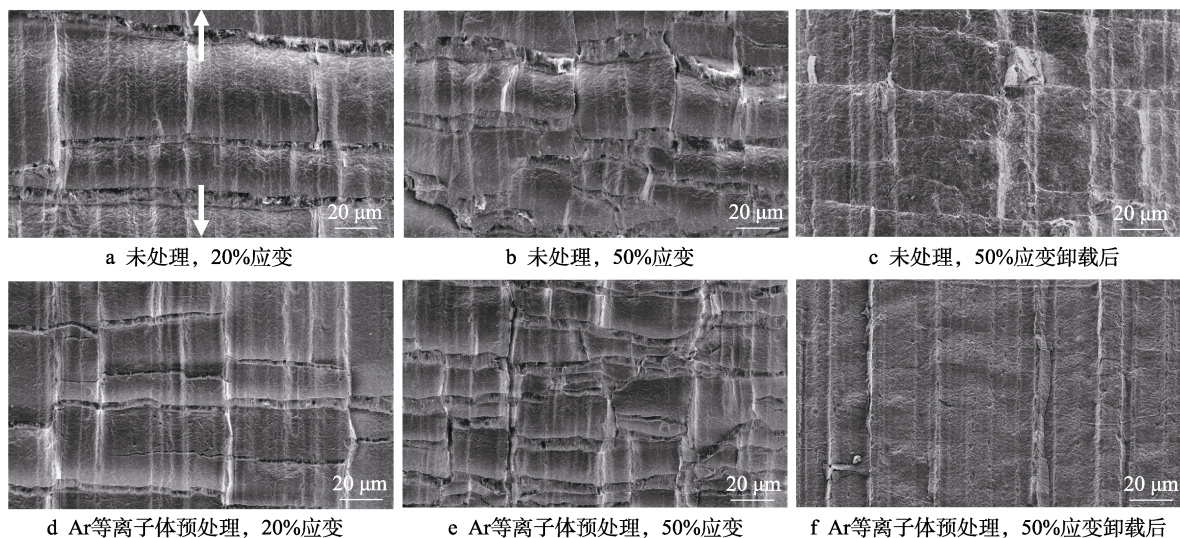 20 μm
20 μm
20 μm
a 未处理，20%应变
b 未处理，50%应变
c 未处理，50%应变卸载后
20 μm
20 μm
20 μm
d Ar等离子体预处理，20%应变
e Ar等离子体预处理，50%应变
f Ar等离子体预处理，50%应变卸载后